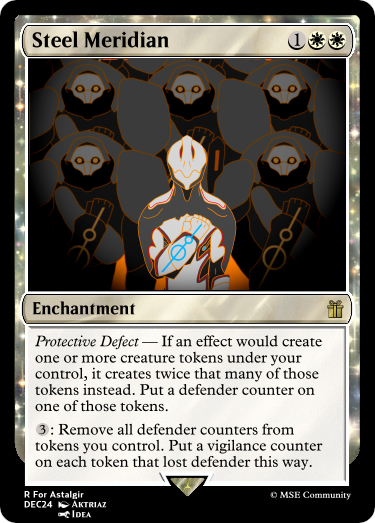 Steel Meridian 1
Enchantment
Protective Defect — If an effect would create
one or more creature tokens under your
control, it creates twice that many of those
tokens instead. Put a defender counter on
one of those tokens.
3: Remove all defender counters from
tokens you control. Put a vigilance counter
on each token that lost defender this way.
R For Astalgir
DEC24 Aktriaz
Idea
© MSE Community